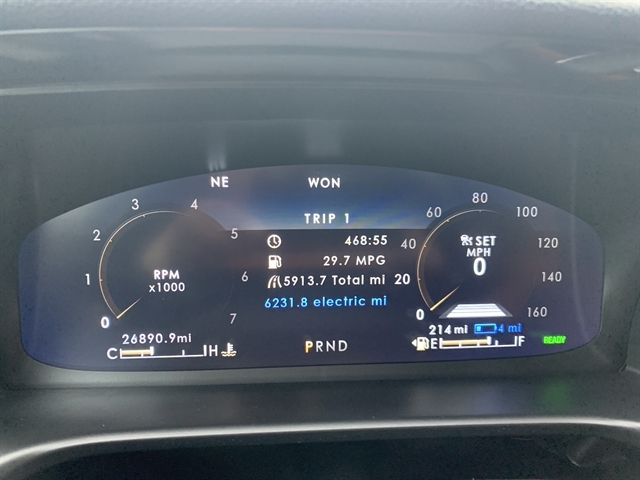 NE WON
TRIP 1
468:55
29.7 MPG
5913.7 Total mi
6231.8 electric mi
0 1 2 3 4 5 6 7
RPM
x1000
0 20 40 60 80 100 120 140 160
SET
MPH
0
26890.9mi
C H
PRND
214 mi 4 mi
E F
READY